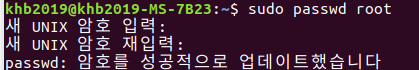 khb2019@khb2019-MS-7B23:~$ sudo passwd root
새 UNIX 암호 입력:
새 UNIX 암호 재입력:
passwd: 암호를 성공적으로 업데이트했습니다